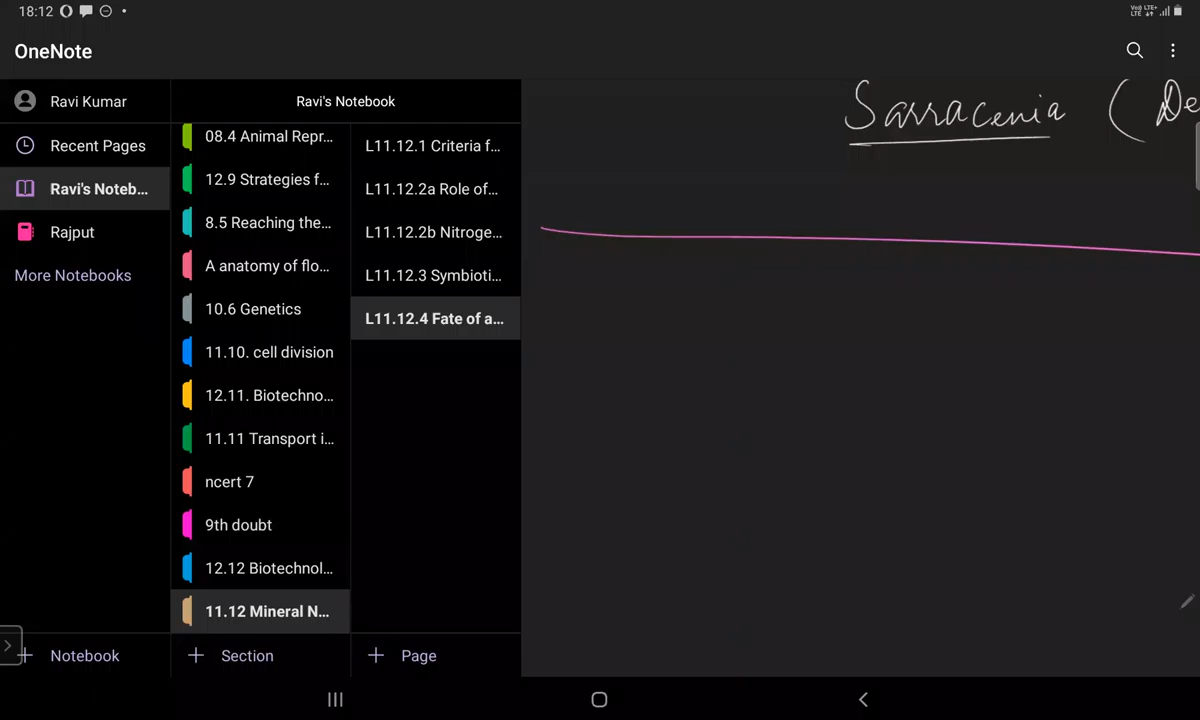 18:12
Vo) LTE+
LTE
OneNote
Ravi Kumar
Ravi's Notebook
Sarracenia (De
08.4 Animal Repr...
Recent Pages
L11.12.1 Criteria f...
12.9 Strategies f...
Ravi's Noteb...
L11.12.2a Role of...
8.5 Reaching the...
Rajput
L11.12.2b Nitroge...
A anatomy of flo...
More Notebooks
L11.12.3 Symbioti...
10.6 Genetics
L11.12.4 Fate of a...
11.10. cell division
12.11. Biotechno...
11.11 Transport i...
ncert 7
9th doubt
12.12 Biotechnol...
11.12 Mineral N...
+ Notebook
+ Section
+ Page